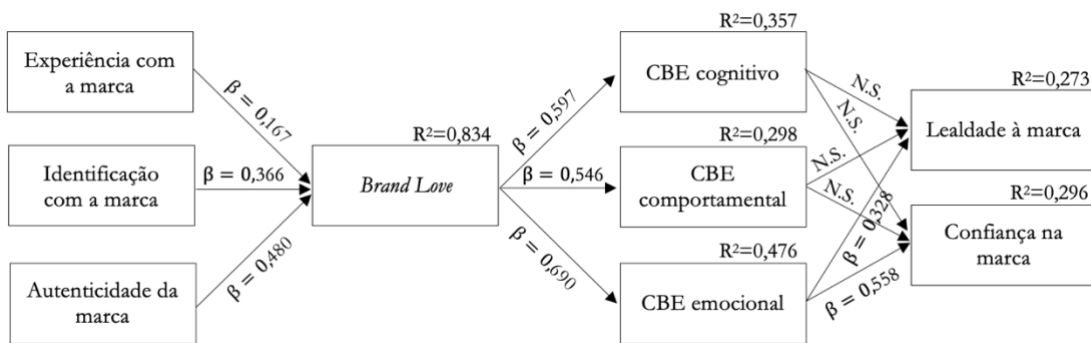 Experiência com
a marca
Identificação
com a marca
Autenticidade da
marca
β = 0,167
β = 0,366
β = 0,480
R²=0,834
Brand Love
β = 0,597
β = 0,546
β = 0,690
R²=0,357
CBE cognitivo
R²=0,298
CBE
comportamental
R²=0,476
CBE emocional
N.S.
N.S.
N.S.
N.S.
β = 0,328
β = 0,558
R²=0,273
Lealdade à marca
R²=0,296
Confiança na
marca